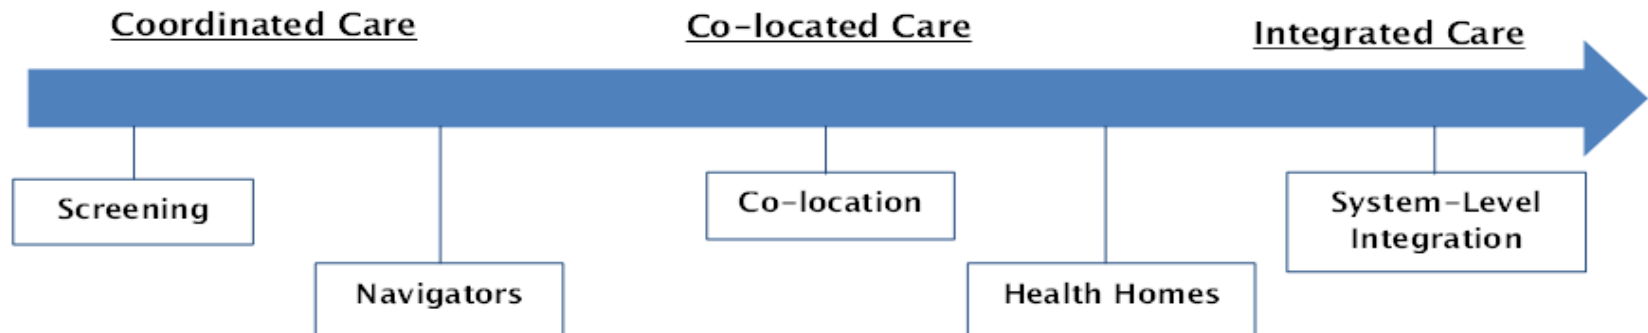 Coordinated Care
Co-located Care
Integrated Care
Screening
Navigators
Co-location
Health Homes
System-Level
Integration